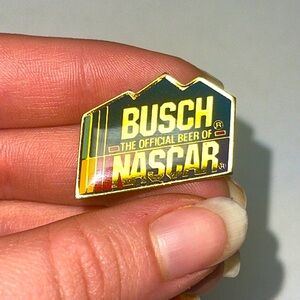 BUSCH®
THE OFFICIAL BEER OF
NASCAR®